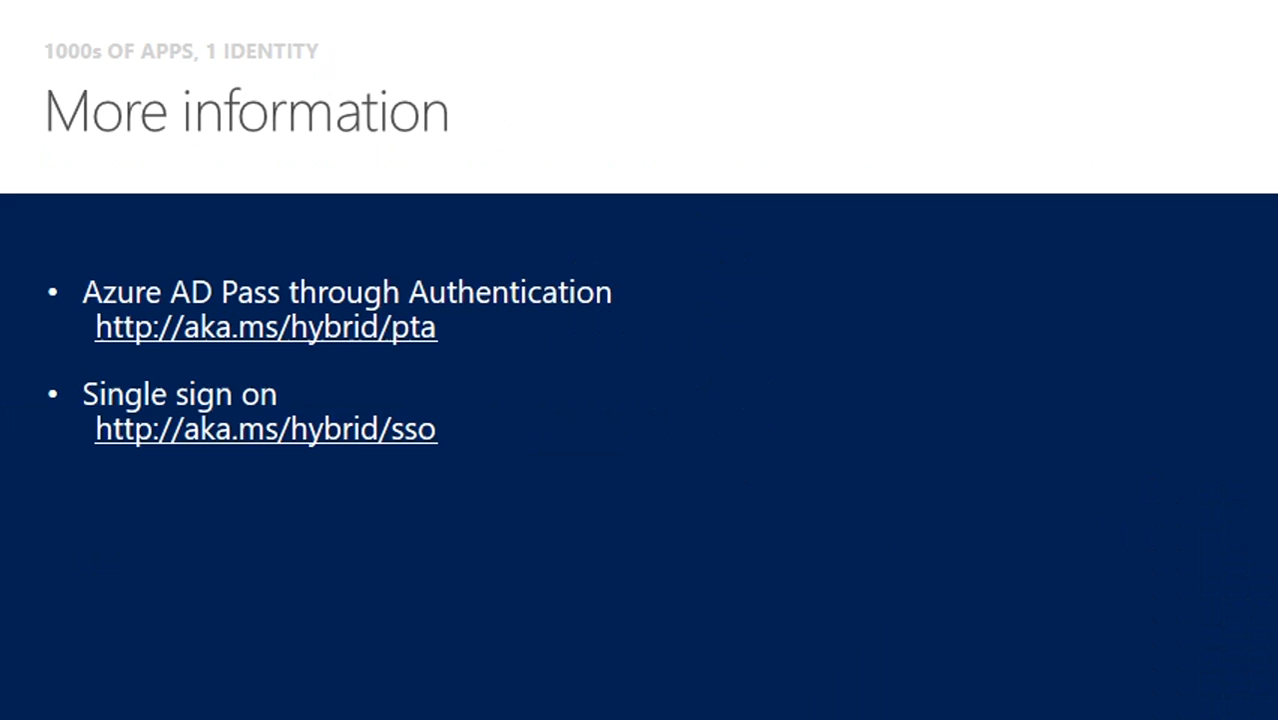 1000s OF APPS, 1 IDENTITY
More information
• Azure AD Pass through Authentication
http://aka.ms/hybrid/pta
• Single sign on
http://aka.ms/hybrid/sso